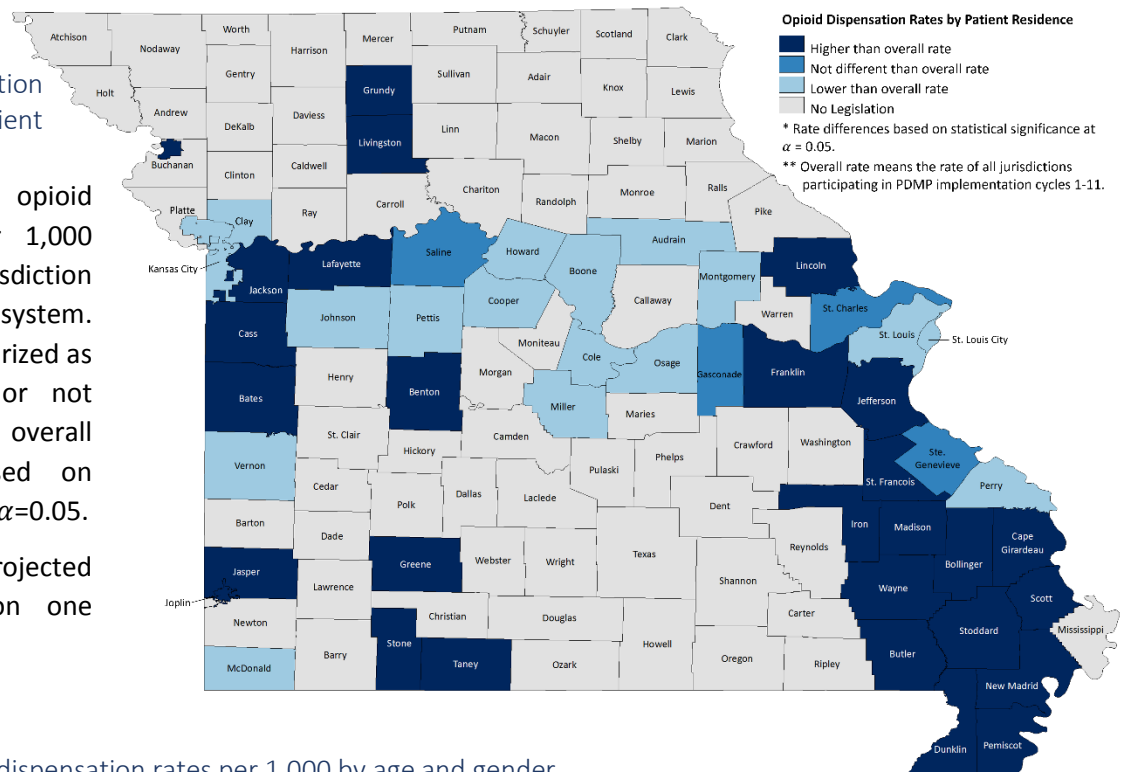 tion
ient
opioid
1,000
sdiction
system.
rized as
or not
overall
sed on
𝛼=0.05.
rojected
on one
dispensation rates per 1,000 by age and gender
Opioid Dispensation Rates by Patient Residence
Higher than overall rate
Not different than overall rate
Lower than overall rate
No Legislation
* Rate differences based on statistical significance at
α = 0.05.
** Overall rate means the rate of all jurisdictions
participating in PDMP implementation cycles 1-11.
Atchison
Nodaway
Worth
Harrison
Mercer
Putnam
Schuyler
Scotland
Clark
Holt
Gentry
Sullivan
Adair
Knox
Lewis
Andrew
DeKalb
Daviess
Grundy
Livingston
Linn
Macon
Shelby
Marion
Buchanan
Clinton
Caldwell
Chariton
Randolph
Monroe
Ralls
Pike
Platte
Clay
Ray
Carroll
Kansas City
Jackson
Lafayette
Saline
Howard
Boone
Audrain
Montgomery
Lincoln
Cass
Johnson
Pettis
Cooper
Moniteau
Callaway
Warren
St. Charles
St. Louis
St. Louis City
Bates
Henry
Benton
Morgan
Cole
Osage
Gasconade
Franklin
Jefferson
Miller
Maries
Vernon
St. Clair
Hickory
Camden
Pulaski
Phelps
Crawford
Washington
St. Francois
Ste.
Genevieve
Perry
Cedar
Polk
Dallas
Laclede
Dent
Iron
Madison
Bollinger
Cape
Girardeau
Barton
Dade
Jasper
Greene
Webster
Wright
Texas
Shannon
Reynolds
Wayne
Scott
Joplin
Lawrence
Newton
Christian
Douglas
Howell
Carter
Stoddard
Mississippi
McDonald
Barry
Stone
Taney
Ozark
Oregon
Ripley
Butler
New Madrid
Dunklin
Pemiscot